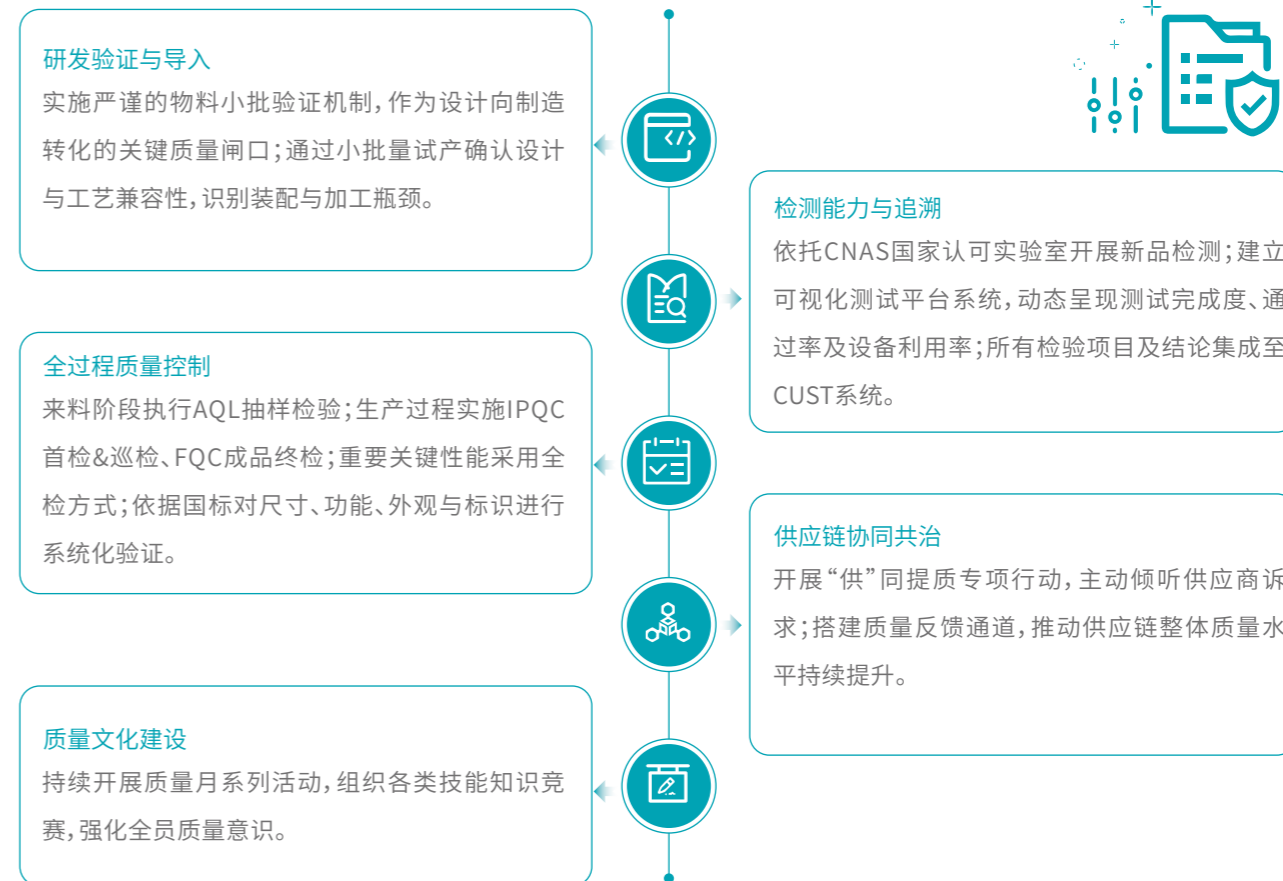 研发验证与导入
实施严谨的物料小批验证机制,作为设计向制造
转化的关键质量闸口;通过小批量试产确认设计
与工艺兼容性,识别装配与加工瓶颈。
检测能力与追溯
依托CNAS国家认可实验室开展新品检测;建立
可视化测试平台系统,动态呈现测试完成度、通
过率及设备利用率;所有检验项目及结论集成至
CUST系统。
全过程质量控制
来料阶段执行AQL抽样检验;生产过程实施IPQC
首检&巡检、FQC成品终检;重要关键性能采用全
检方式;依据国标对尺寸、功能、外观与标识进行
系统化验证。
供应链协同共治
开展“供”同提质专项行动,主动倾听供应商诉
求;搭建质量反馈通道,推动供应链整体质量水
平持续提升。
质量文化建设
持续开展质量月系列活动,组织各类技能知识竞
赛,强化全员质量意识。